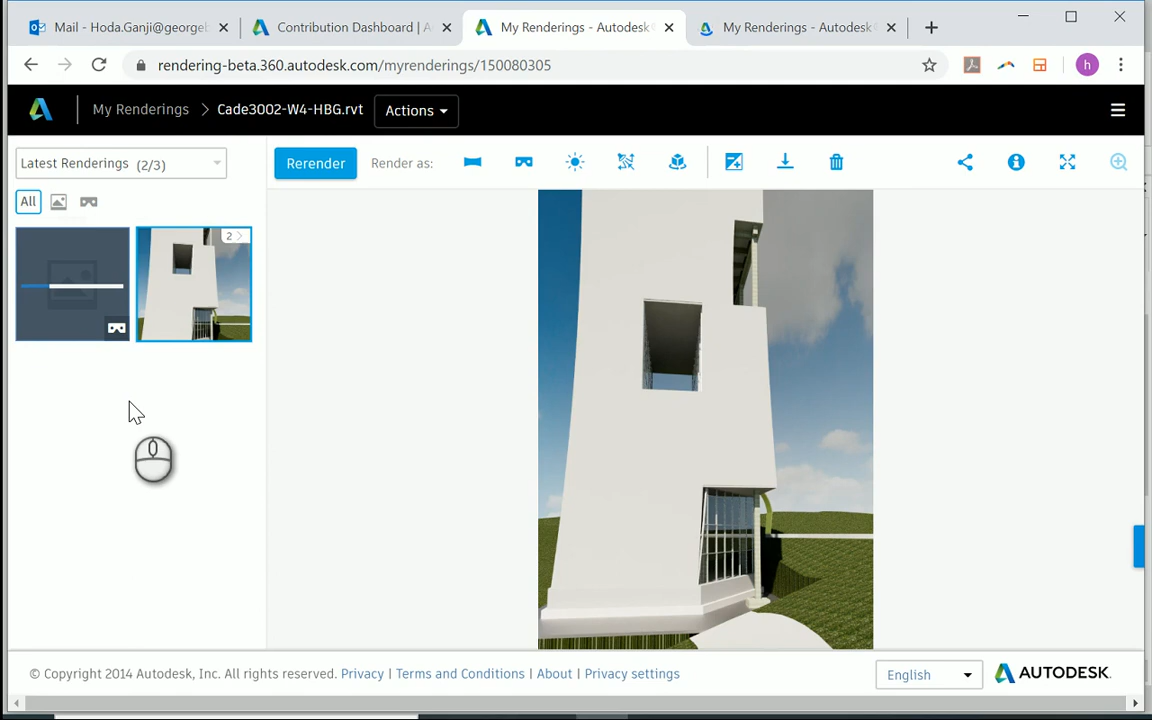 Mail - Hoda.Ganji@georgeb
Contribution Dashboard | A
My Renderings - Autodesk
My Renderings - Autodesk
rendering-beta.360.autodesk.com/myrenderings/150080305
h
My Renderings > Cade3002-W4-HBG.rvt
Actions
Latest Renderings (2/3)
Rerender
Render as:
All
2 >
© Copyright 2014 Autodesk, Inc. All rights reserved. Privacy | Terms and Conditions | About | Privacy settings
English
AUTODESK.